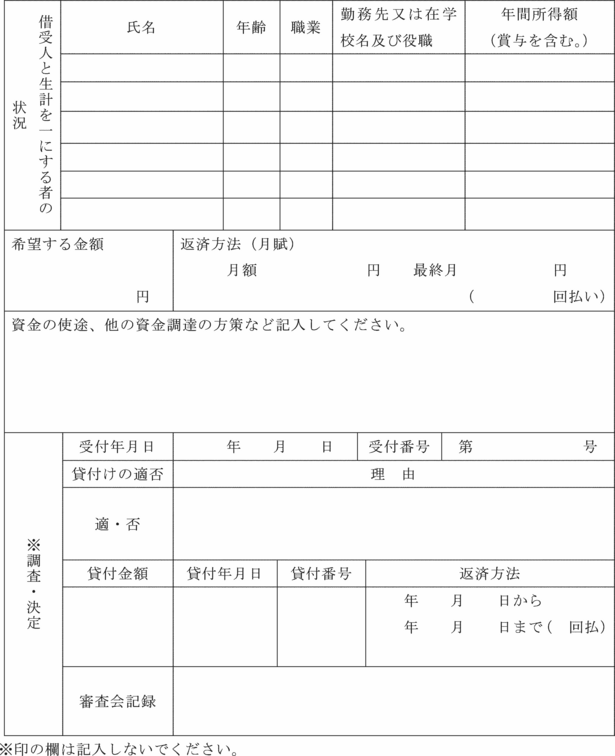 借受人と生計を一にする者の
状況
氏名
年齢
職業
勤務先又は在学
校名及び役職
年間所得額
（賞与を含む。）
希望する金額
円
返済方法（月賦）
月額 円 最終月 円
（ 回払い）
資金の使途、他の資金調達の方策など記入してください。
※調査・決定
受付年月日
年 月 日
受付番号
第 号
貸付けの適否
理 由
適・否
貸付金額
貸付年月日
貸付番号
返済方法
年 月 日から
年 月 日まで（ 回払）
審査会記録
※印の欄は記入しないでください。